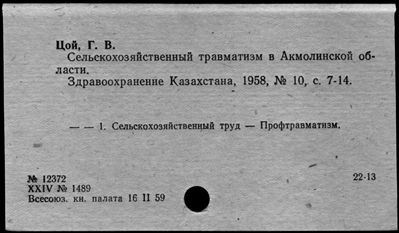 Цой, Г. В.
Сельскохозяйственный травматизм в Акмолинской об-
ласти.
Здравоохранение Казахстана, 1958, № 10, с. 7-14.
— — 1. Сельскохозяйственный труд — Профтравматизм.
№ 12372
22-13
XXIV № 1489
Всесоюз. кн. палата 16 II 59